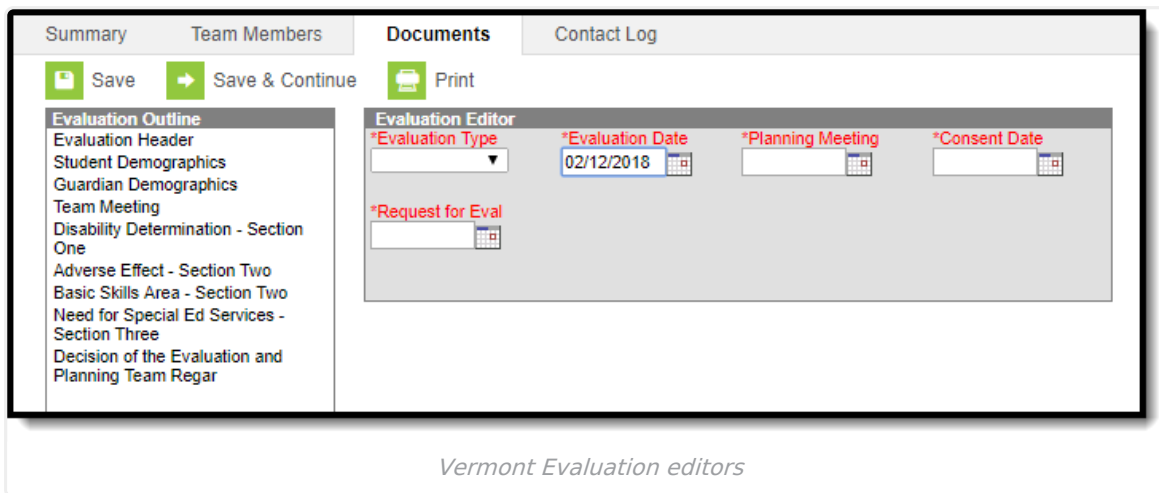 Summary Team Members Documents Contact Log
Save Save & Continue Print
Evaluation Outline
Evaluation Header
Student Demographics
Guardian Demographics
Team Meeting
Disability Determination - Section
One
Adverse Effect - Section Two
Basic Skills Area - Section Two
Need for Special Ed Services -
Section Three
Decision of the Evaluation and
Planning Team Regar
Evaluation Editor
*Evaluation Type *Evaluation Date *Planning Meeting *Consent Date
02/12/2018
*Request for Eval
Vermont Evaluation editors